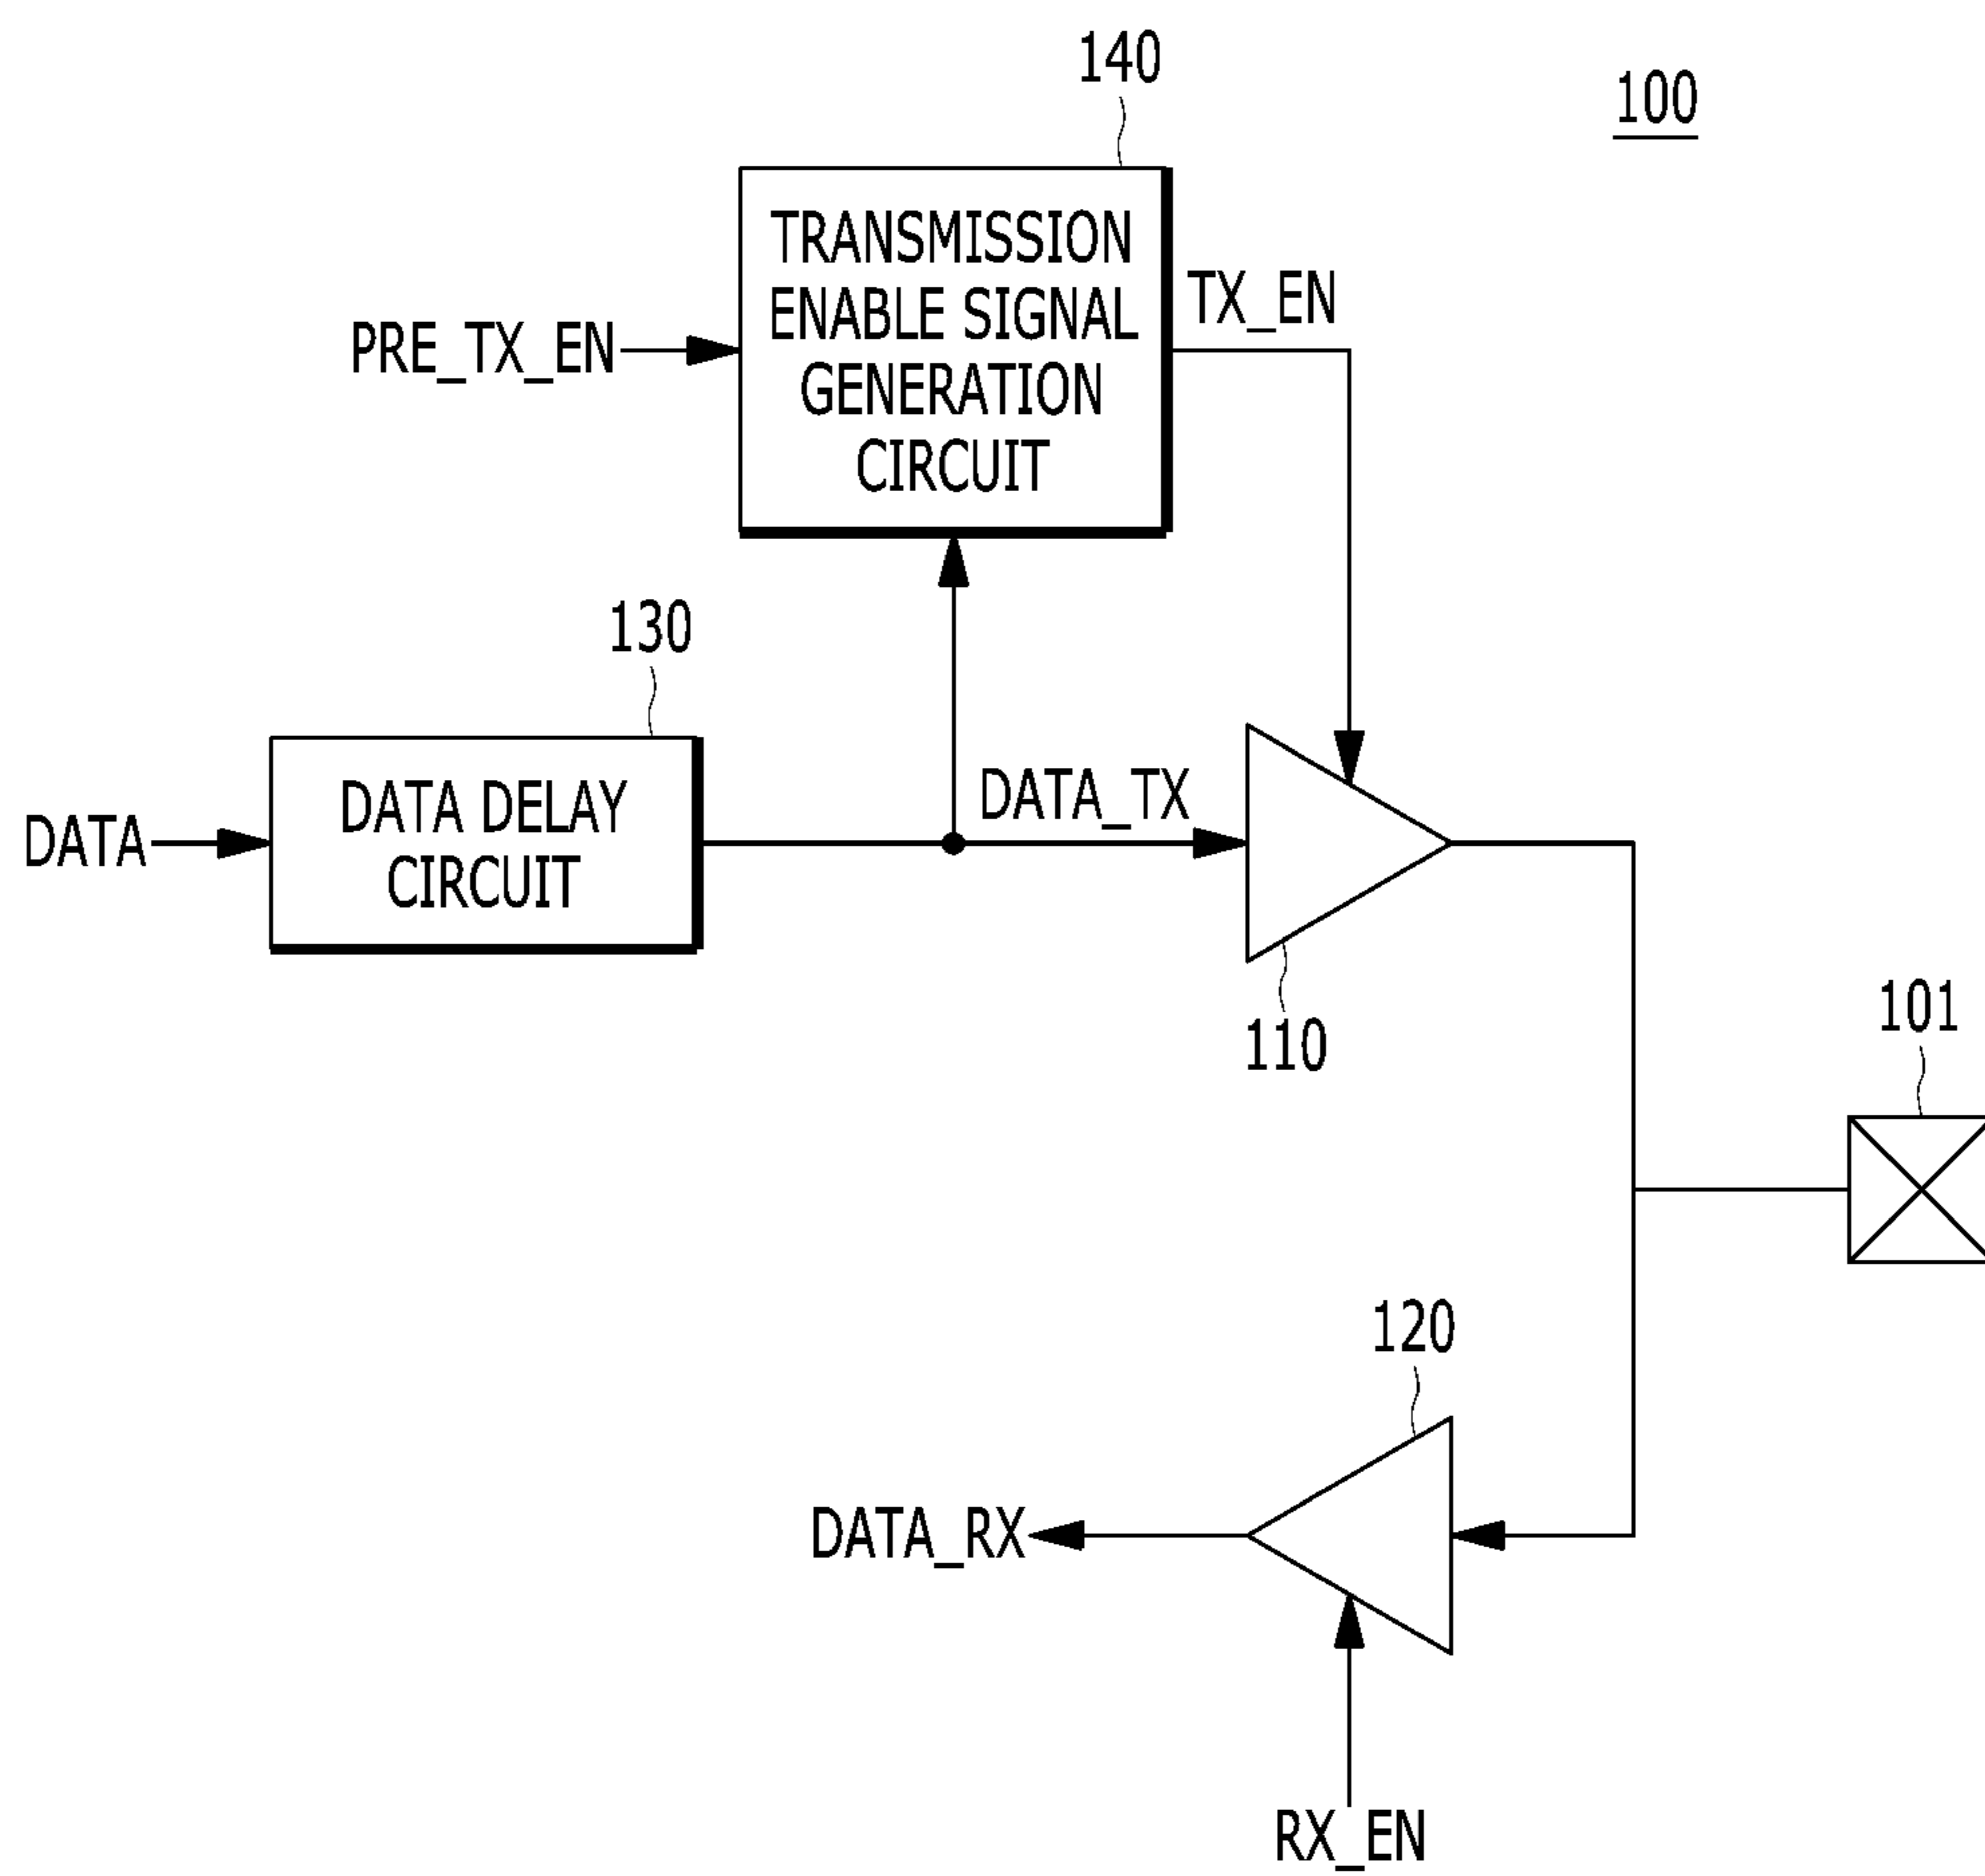 140
100
TRANSMISSION
ENABLE SIGNAL
GENERATION
CIRCUIT
TX_EN
PRE_TX_EN
130
DATA DELAY
CIRCUIT
DATA
DATA_TX
110
101
120
DATA_RX
RX_EN